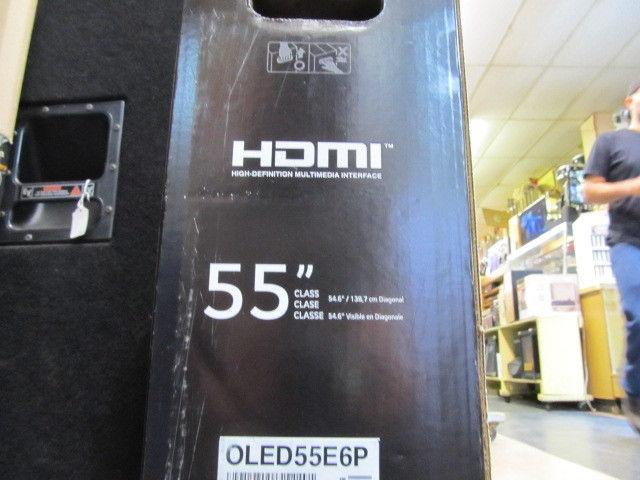 HDMI™
HIGH-DEFINITION MULTIMEDIA INTERFACE
55”
CLASS 54.6" / 138,7 cm Diagonal
CLASE
CLASSE 54.6" Visible en Diagonale
OLED55E6P